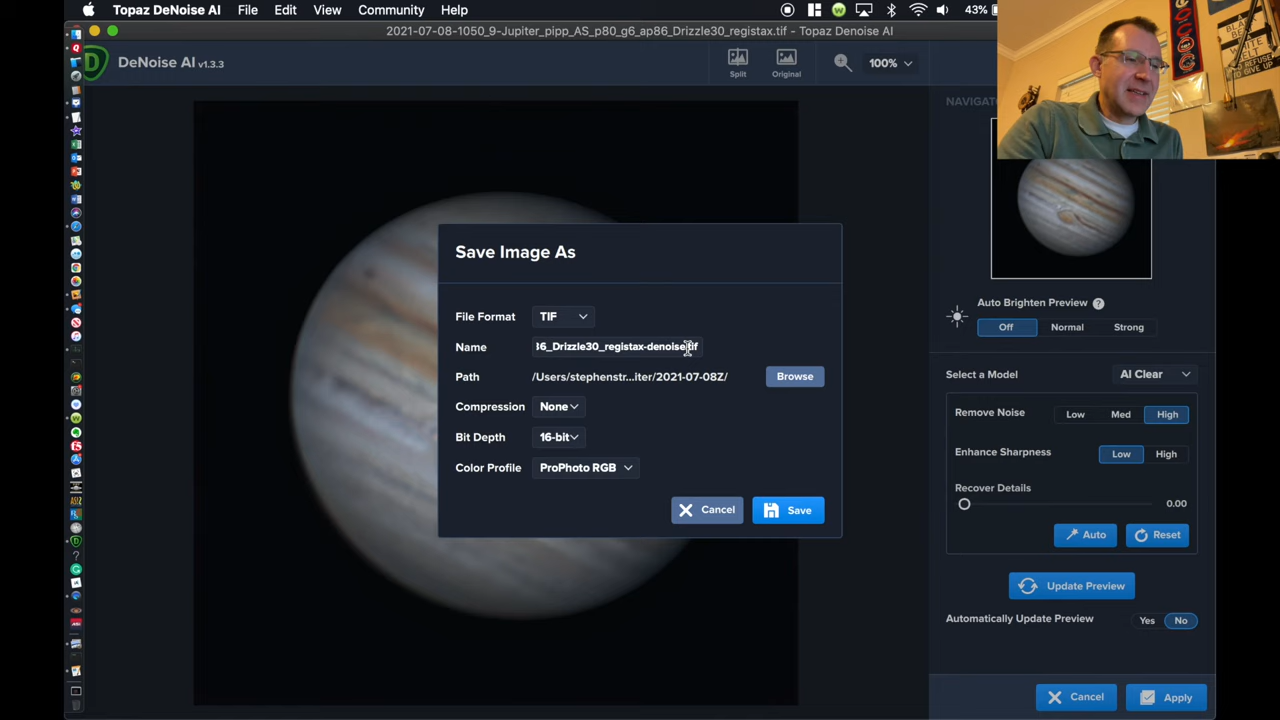 Topaz DeNoise AI File Edit View Community Help 43%
2021-07-08-1050_9-Jupiter_pipp_AS_p80_g6_ap86_Drizzle30_registax.tif - Topaz Denoise AI
DeNoise AI v1.3.3
Split Original 100%
Save Image As
File Format TIF
Name 36_Drizzle30_registax-denoise.tif
Path /Users/stephenstr...iter/2021-07-08Z/ Browse
Compression None
Bit Depth 16-bit
Color Profile ProPhoto RGB
Cancel Save
NAVIGAT
Auto Brighten Preview ?
Off Normal Strong
Select a Model AI Clear
Remove Noise Low Med High
Enhance Sharpness Low High
Recover Details 0.00
Auto Reset
Update Preview
Automatically Update Preview Yes No
Cancel Apply